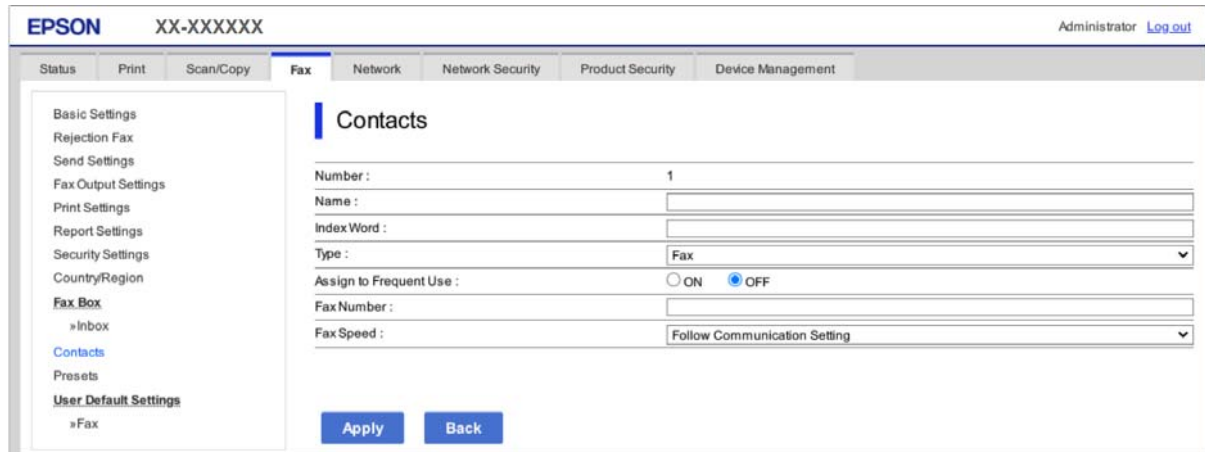 EPSON XX-XXXXXX Administrator Log out
Status Print Scan/Copy Fax Network Network Security Product Security Device Management
Basic Settings
Rejection Fax
Send Settings
Fax Output Settings
Print Settings
Report Settings
Security Settings
Country/Region
Fax Box
»Inbox
Contacts
Presets
User Default Settings
»Fax
Contacts
Number : 1
Name :
Index Word :
Type : Fax
Assign to Frequent Use : ON OFF
Fax Number :
Fax Speed : Follow Communication Setting
Apply Back